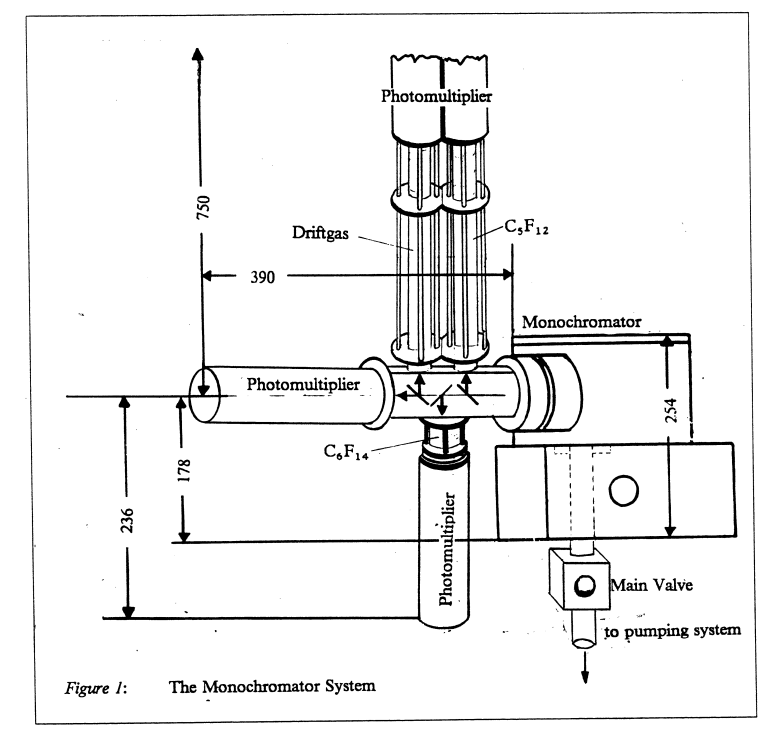 Photomultiplier
750
Driftgas
C₅F₁₂
390
Monochromator
Photomultiplier
254
C₆F₁₄
178
236
Photomultiplier
Main Valve
to pumping system
Figure 1: The Monochromator System